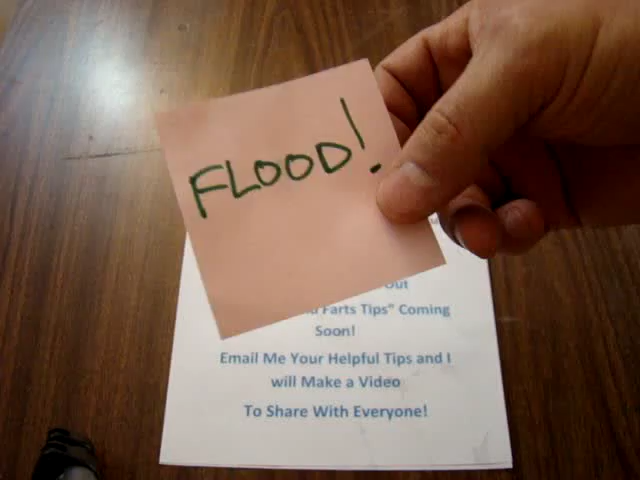 FLOOD!
out
Farts Tips" Coming
Soon!
Email Me Your Helpful Tips and I
will Make a Video
To Share With Everyone!